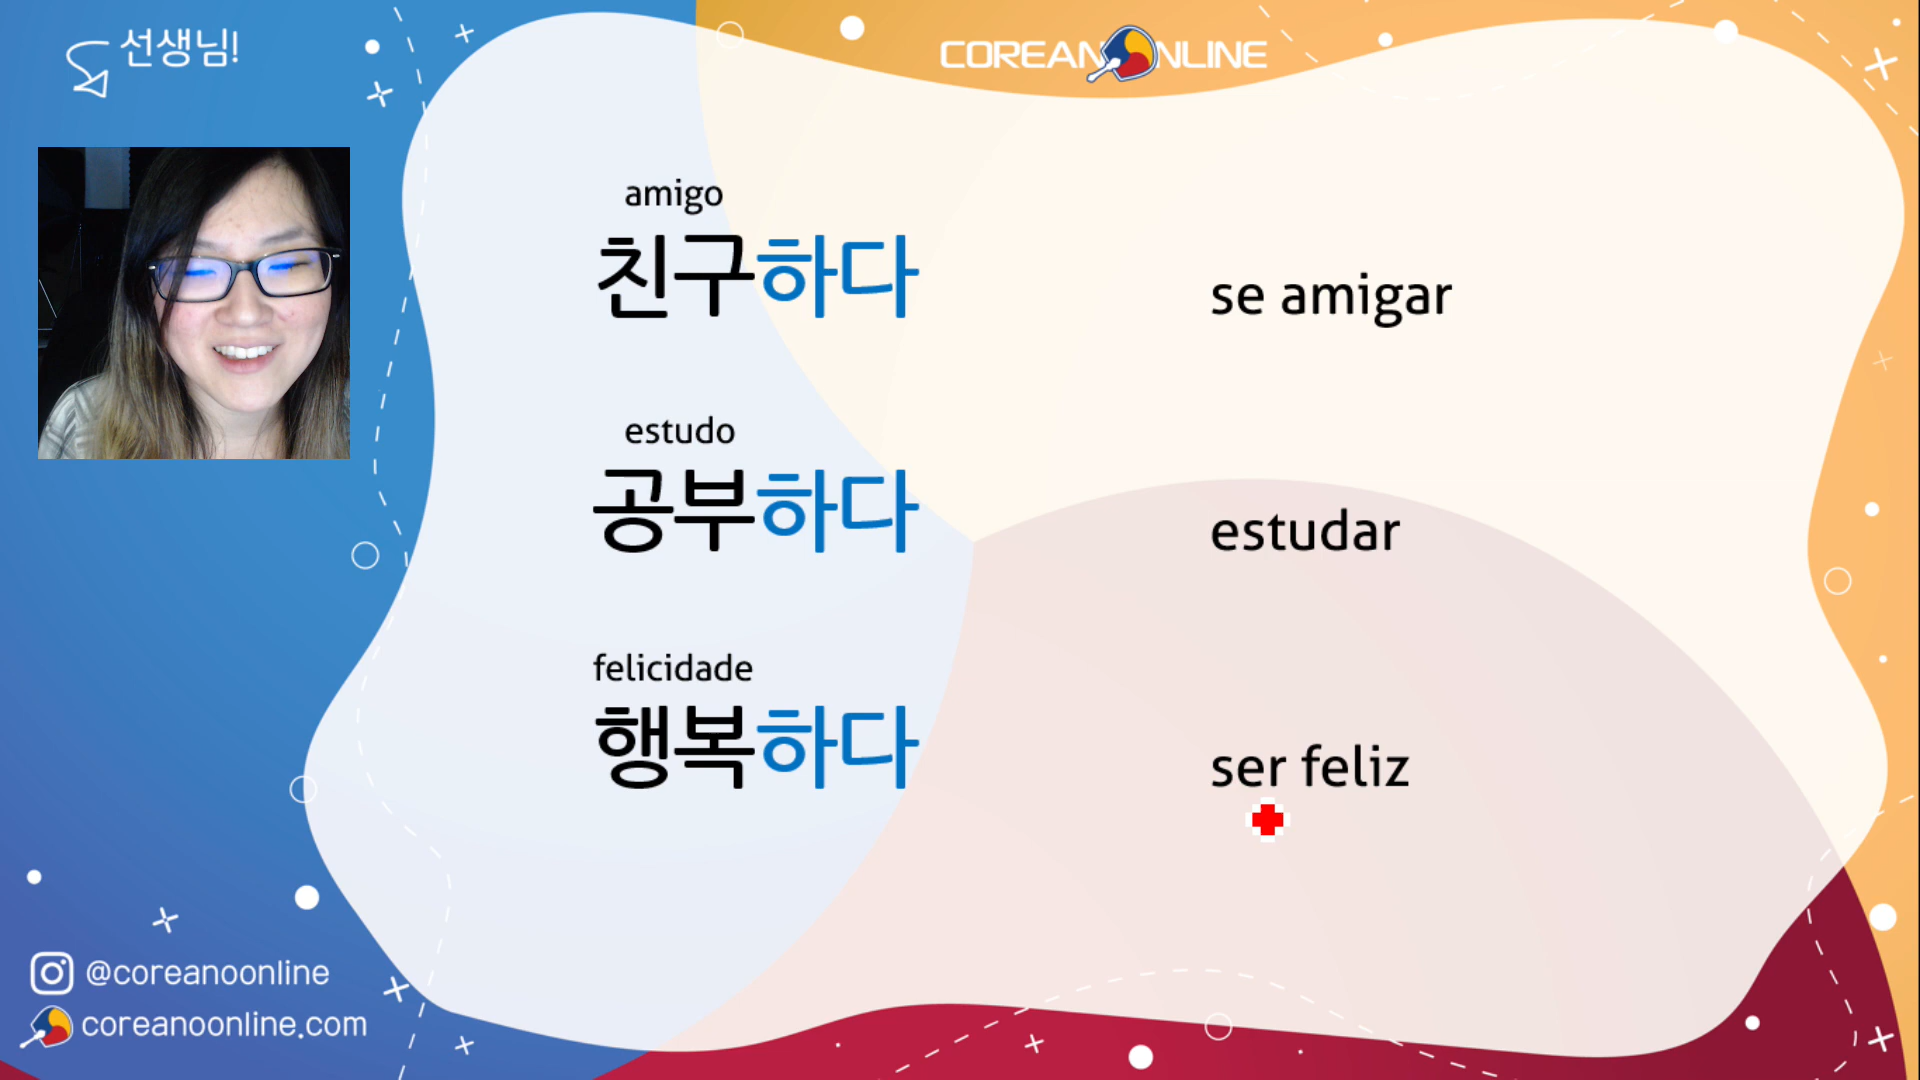 선생님!
COREANONLINE
amigo
친구하다
se amigar
estudo
공부하다
estudar
felicidade
행복하다
ser feliz
@coreanoonline
coreanoonline.com